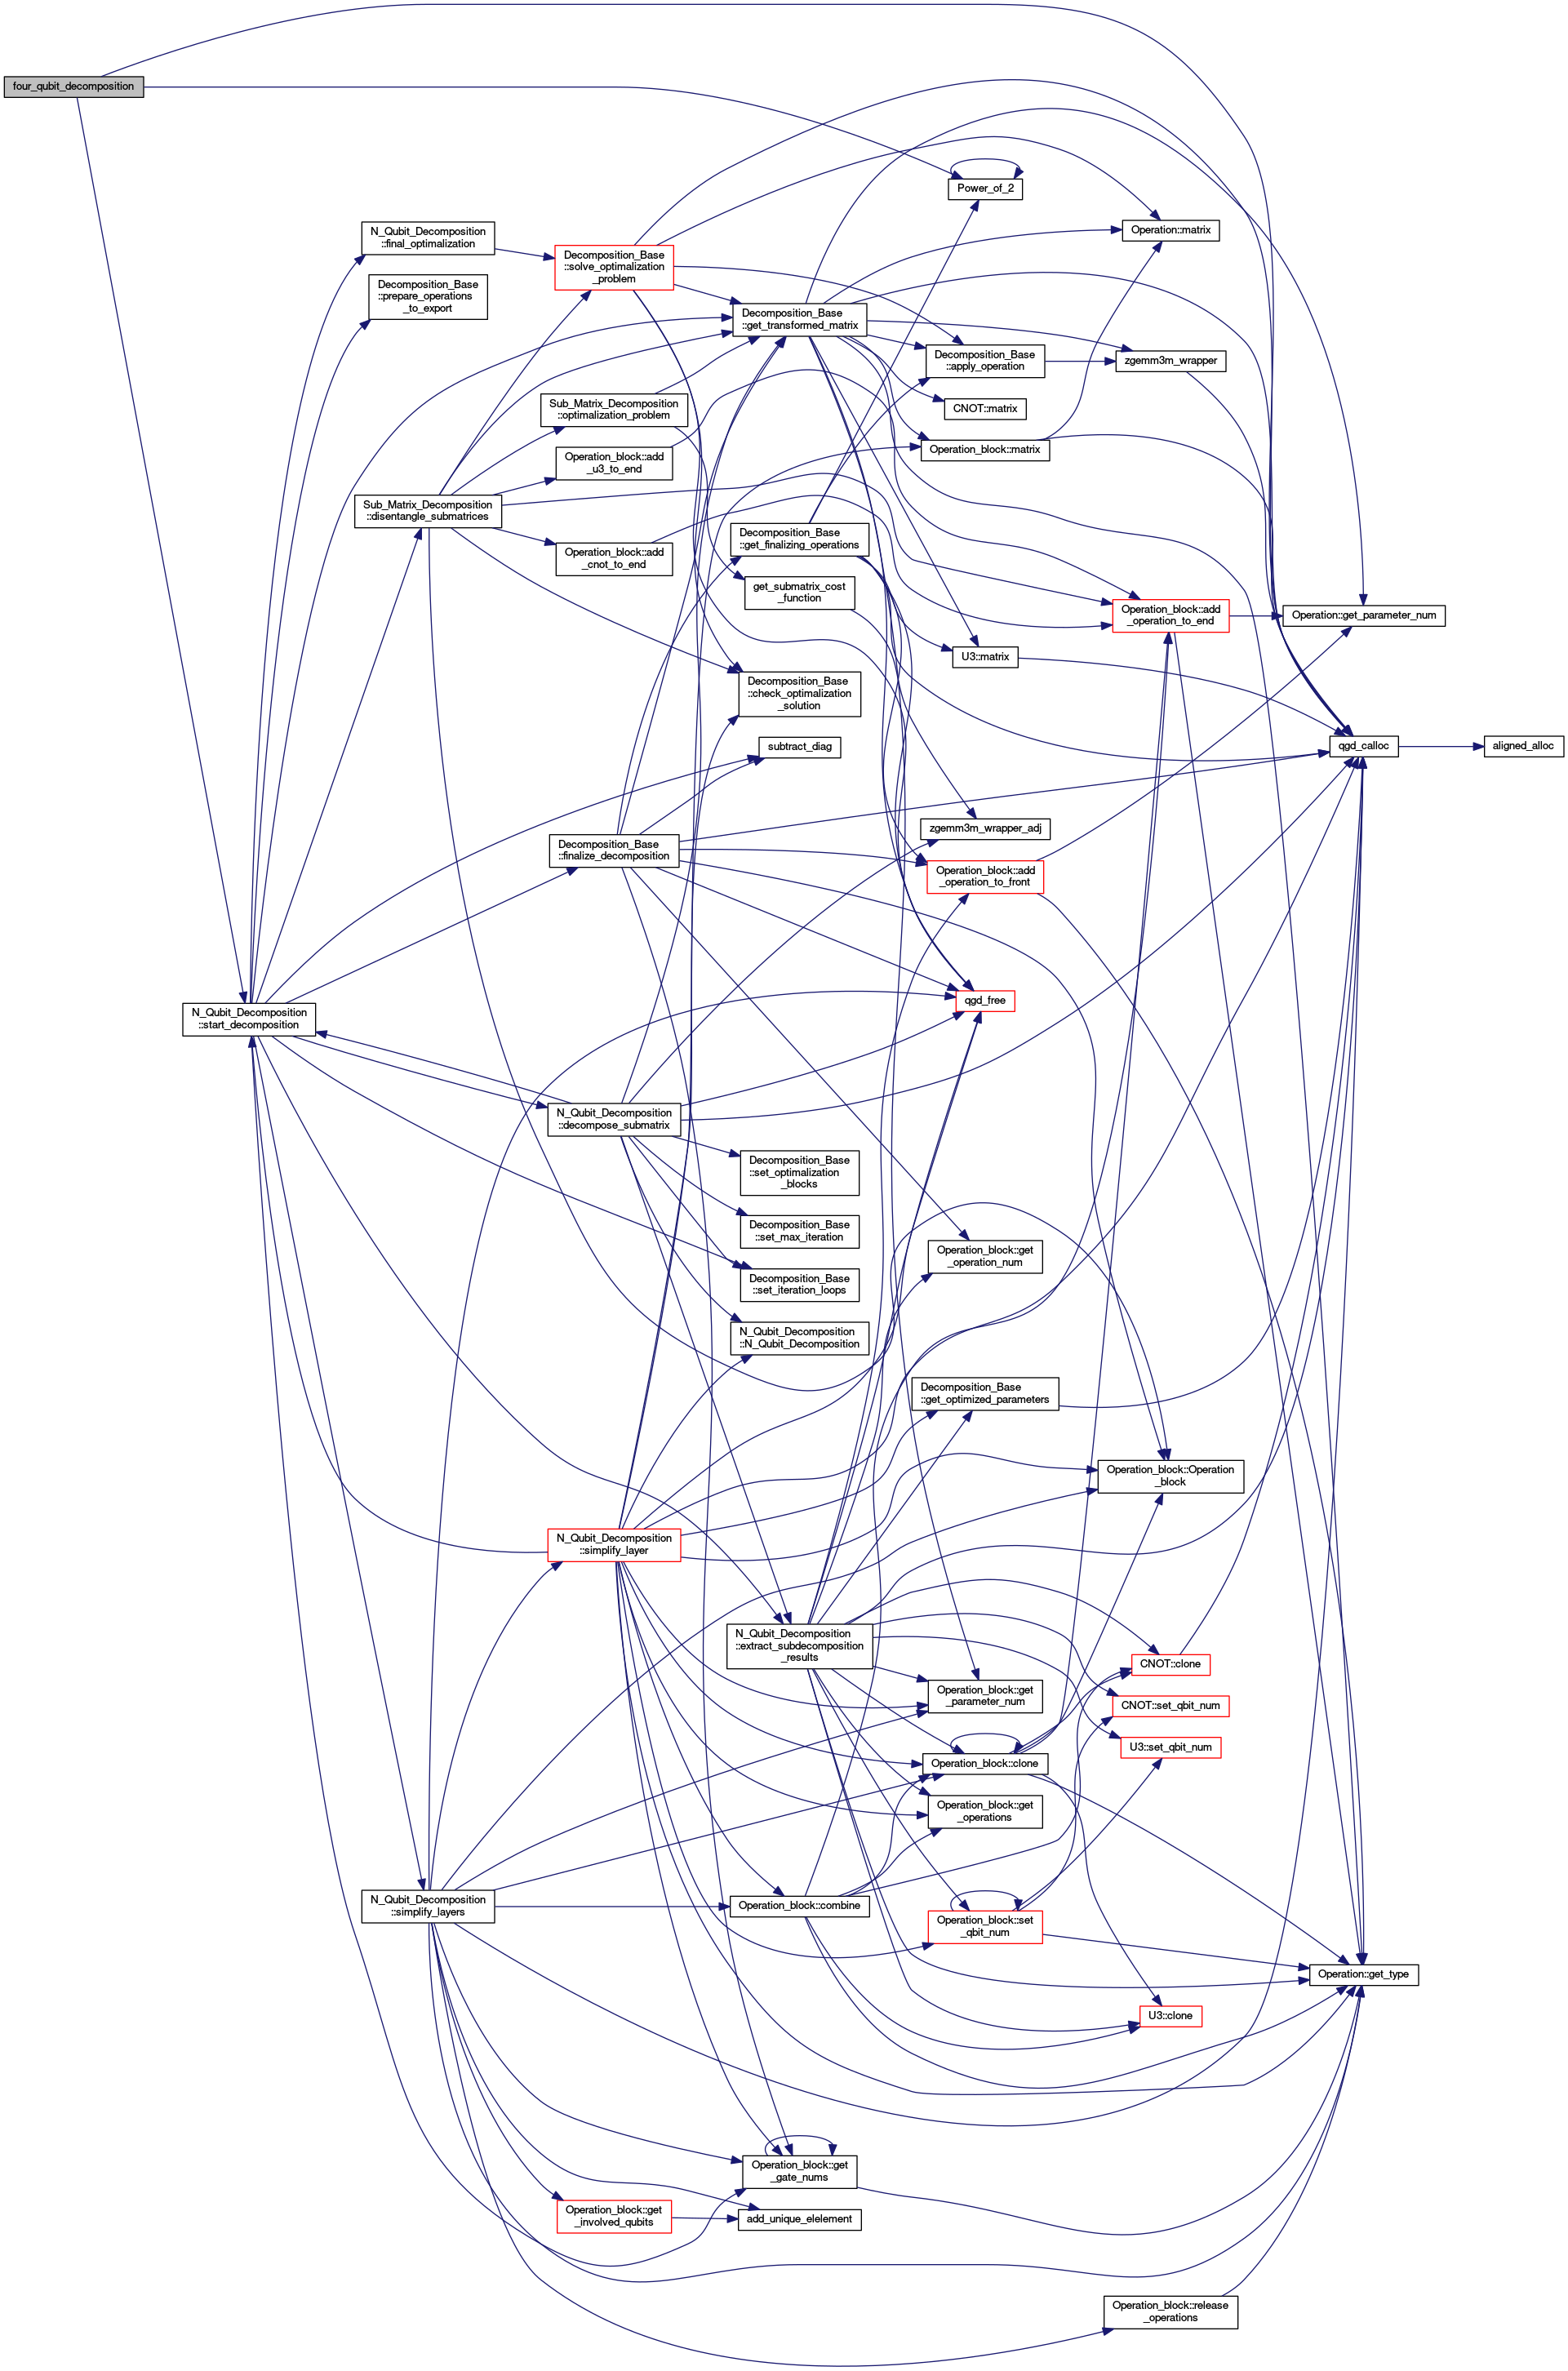 four_qubit_decomposition
Power_of_2
N_Qubit_Decomposition
::final_optimalization
Operation::matrix
Decomposition_Base
::solve_optimalization
_problem
Decomposition_Base
::prepare_operations
_to_export
Decomposition_Base
::get_transformed_matrix
Decomposition_Base
::apply_operation
zgemm3m_wrapper
Sub_Matrix_Decomposition
::optimalization_problem
CNOT::matrix
Operation_block::matrix
Operation_block::add
_u3_to_end
Sub_Matrix_Decomposition
::disentangle_submatrices
Decomposition_Base
::get_finalizing_operations
Operation_block::add
_cnot_to_end
get_submatrix_cost
_function
Operation_block::add
_operation_to_end
Operation::get_parameter_num
U3::matrix
Decomposition_Base
::check_optimalization
_solution
subtract_diag
qgd_calloc
aligned_alloc
zgemm3m_wrapper_adj
Decomposition_Base
::finalize_decomposition
Operation_block::add
_operation_to_front
qgd_free
N_Qubit_Decomposition
::start_decomposition
N_Qubit_Decomposition
::decompose_submatrix
Decomposition_Base
::set_optimalization
_blocks
Decomposition_Base
::set_max_iteration
Operation_block::get
_operation_num
Decomposition_Base
::set_iteration_loops
N_Qubit_Decomposition
::N_Qubit_Decomposition
Decomposition_Base
::get_optimized_parameters
Operation_block::Operation
_block
N_Qubit_Decomposition
::simplify_layer
N_Qubit_Decomposition
::extract_subdecomposition
_results
CNOT::clone
Operation_block::get
_parameter_num
CNOT::set_qbit_num
U3::set_qbit_num
Operation_block::clone
Operation_block::get
_operations
N_Qubit_Decomposition
::simplify_layers
Operation_block::combine
Operation_block::set
_qbit_num
Operation::get_type
U3::clone
Operation_block::get
_gate_nums
Operation_block::get
_involved_qubits
add_unique_elelement
Operation_block::release
_operations